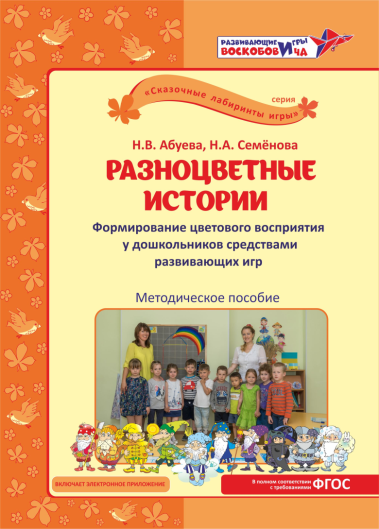 РАЗВИВАЮЩИЕ ИГРЫ
ВОСКОБОВИЧА
«Сказочные лабиринты игры»
серия
Н.В. Абуева, Н.А. Семёнова
РАЗНОЦВЕТНЫЕ
ИСТОРИИ
Формирование цветового восприятия
у дошкольников средствами
развивающих игр
Методическое пособие
ВКЛЮЧАЕТ ЭЛЕКТРОННОЕ ПРИЛОЖЕНИЕ
В полном соответствии
с требованиями ФГОС